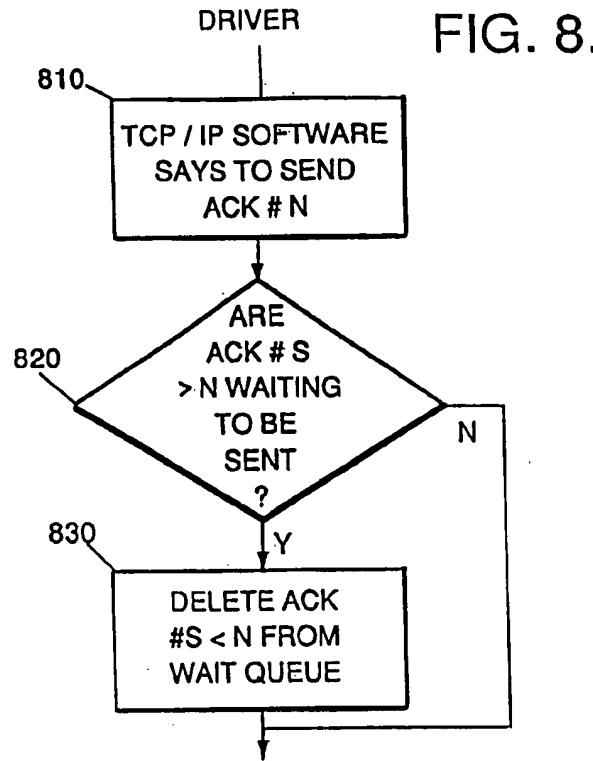 DRIVER
FIG. 8.
810
TCP / IP SOFTWARE
SAYS TO SEND
ACK # N
820
ARE
ACK # S
> N WAITING
TO BE
SENT
?
N
Y
830
DELETE ACK
#S < N FROM
WAIT QUEUE